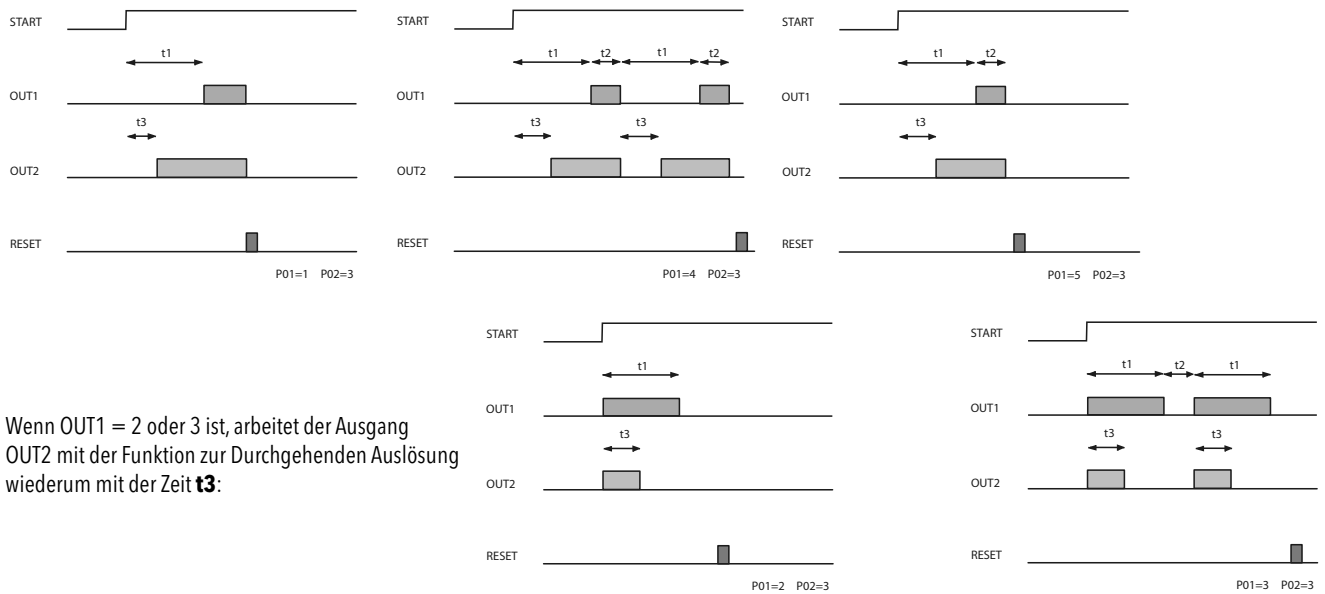 START
t1
OUT1
t3
OUT2
RESET
P01=1 P02=3
START
t1 t2 t1 t2
OUT1
t3 t3
OUT2
RESET
P01=4 P02=3
START
t1 t2
OUT1
t3
OUT2
RESET
P01=5 P02=3
Wenn OUT1 = 2 oder 3 ist, arbeitet der Ausgang
OUT2 mit der Funktion zur Durchgehenden Auslösung
wiederum mit der Zeit t3:
START
t1
OUT1
t3
OUT2
RESET
P01=2 P02=3
START
t1 t2 t1
OUT1
t3 t3
OUT2
RESET
P01=3 P02=3